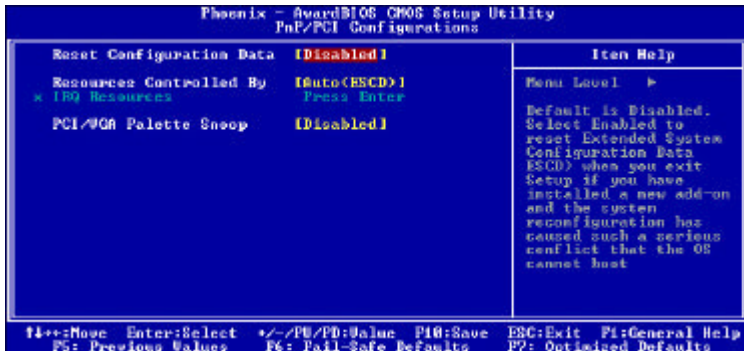 Phoenix - AwardBIOS CMOS Setup Utility
PnP/PCI Configurations
Reset Configuration Data [Disabled]
Resources Controlled By [Auto(ESCD)]
x IRQ Resources Press Enter
PCI/VGA Palette Snoop [Disabled]
Item Help
Menu Level ►
Default is Disabled.
Select Enabled to
reset Extended System
Configuration Data
ESCD) when you exit
Setup if you have
installed a new add-on
and the system
reconfiguration has
caused such a serious
conflict that the OS
cannot boot
↑↓→←:Move Enter:Select +/-/PU/PD:Value F10:Save ESC:Exit F1:General Help
F5: Previous Values F6: Fail-Safe Defaults F7: Optimized Defaults